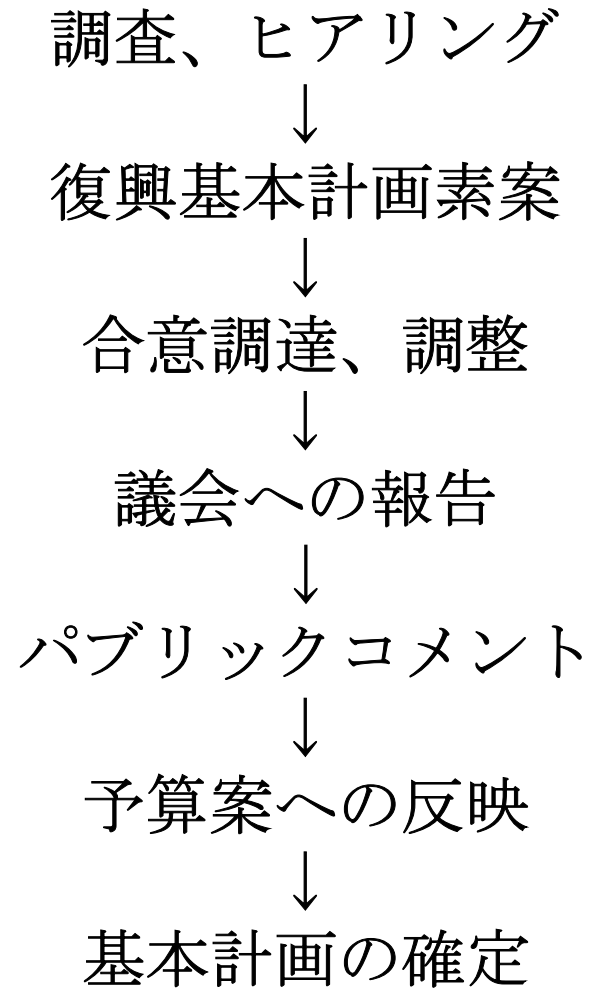 調査、ヒアリング
↓
復興基本計画素案
↓
合意調達、調整
↓
議会への報告
↓
パブリックコメント
↓
予算案への反映
↓
基本計画の確定